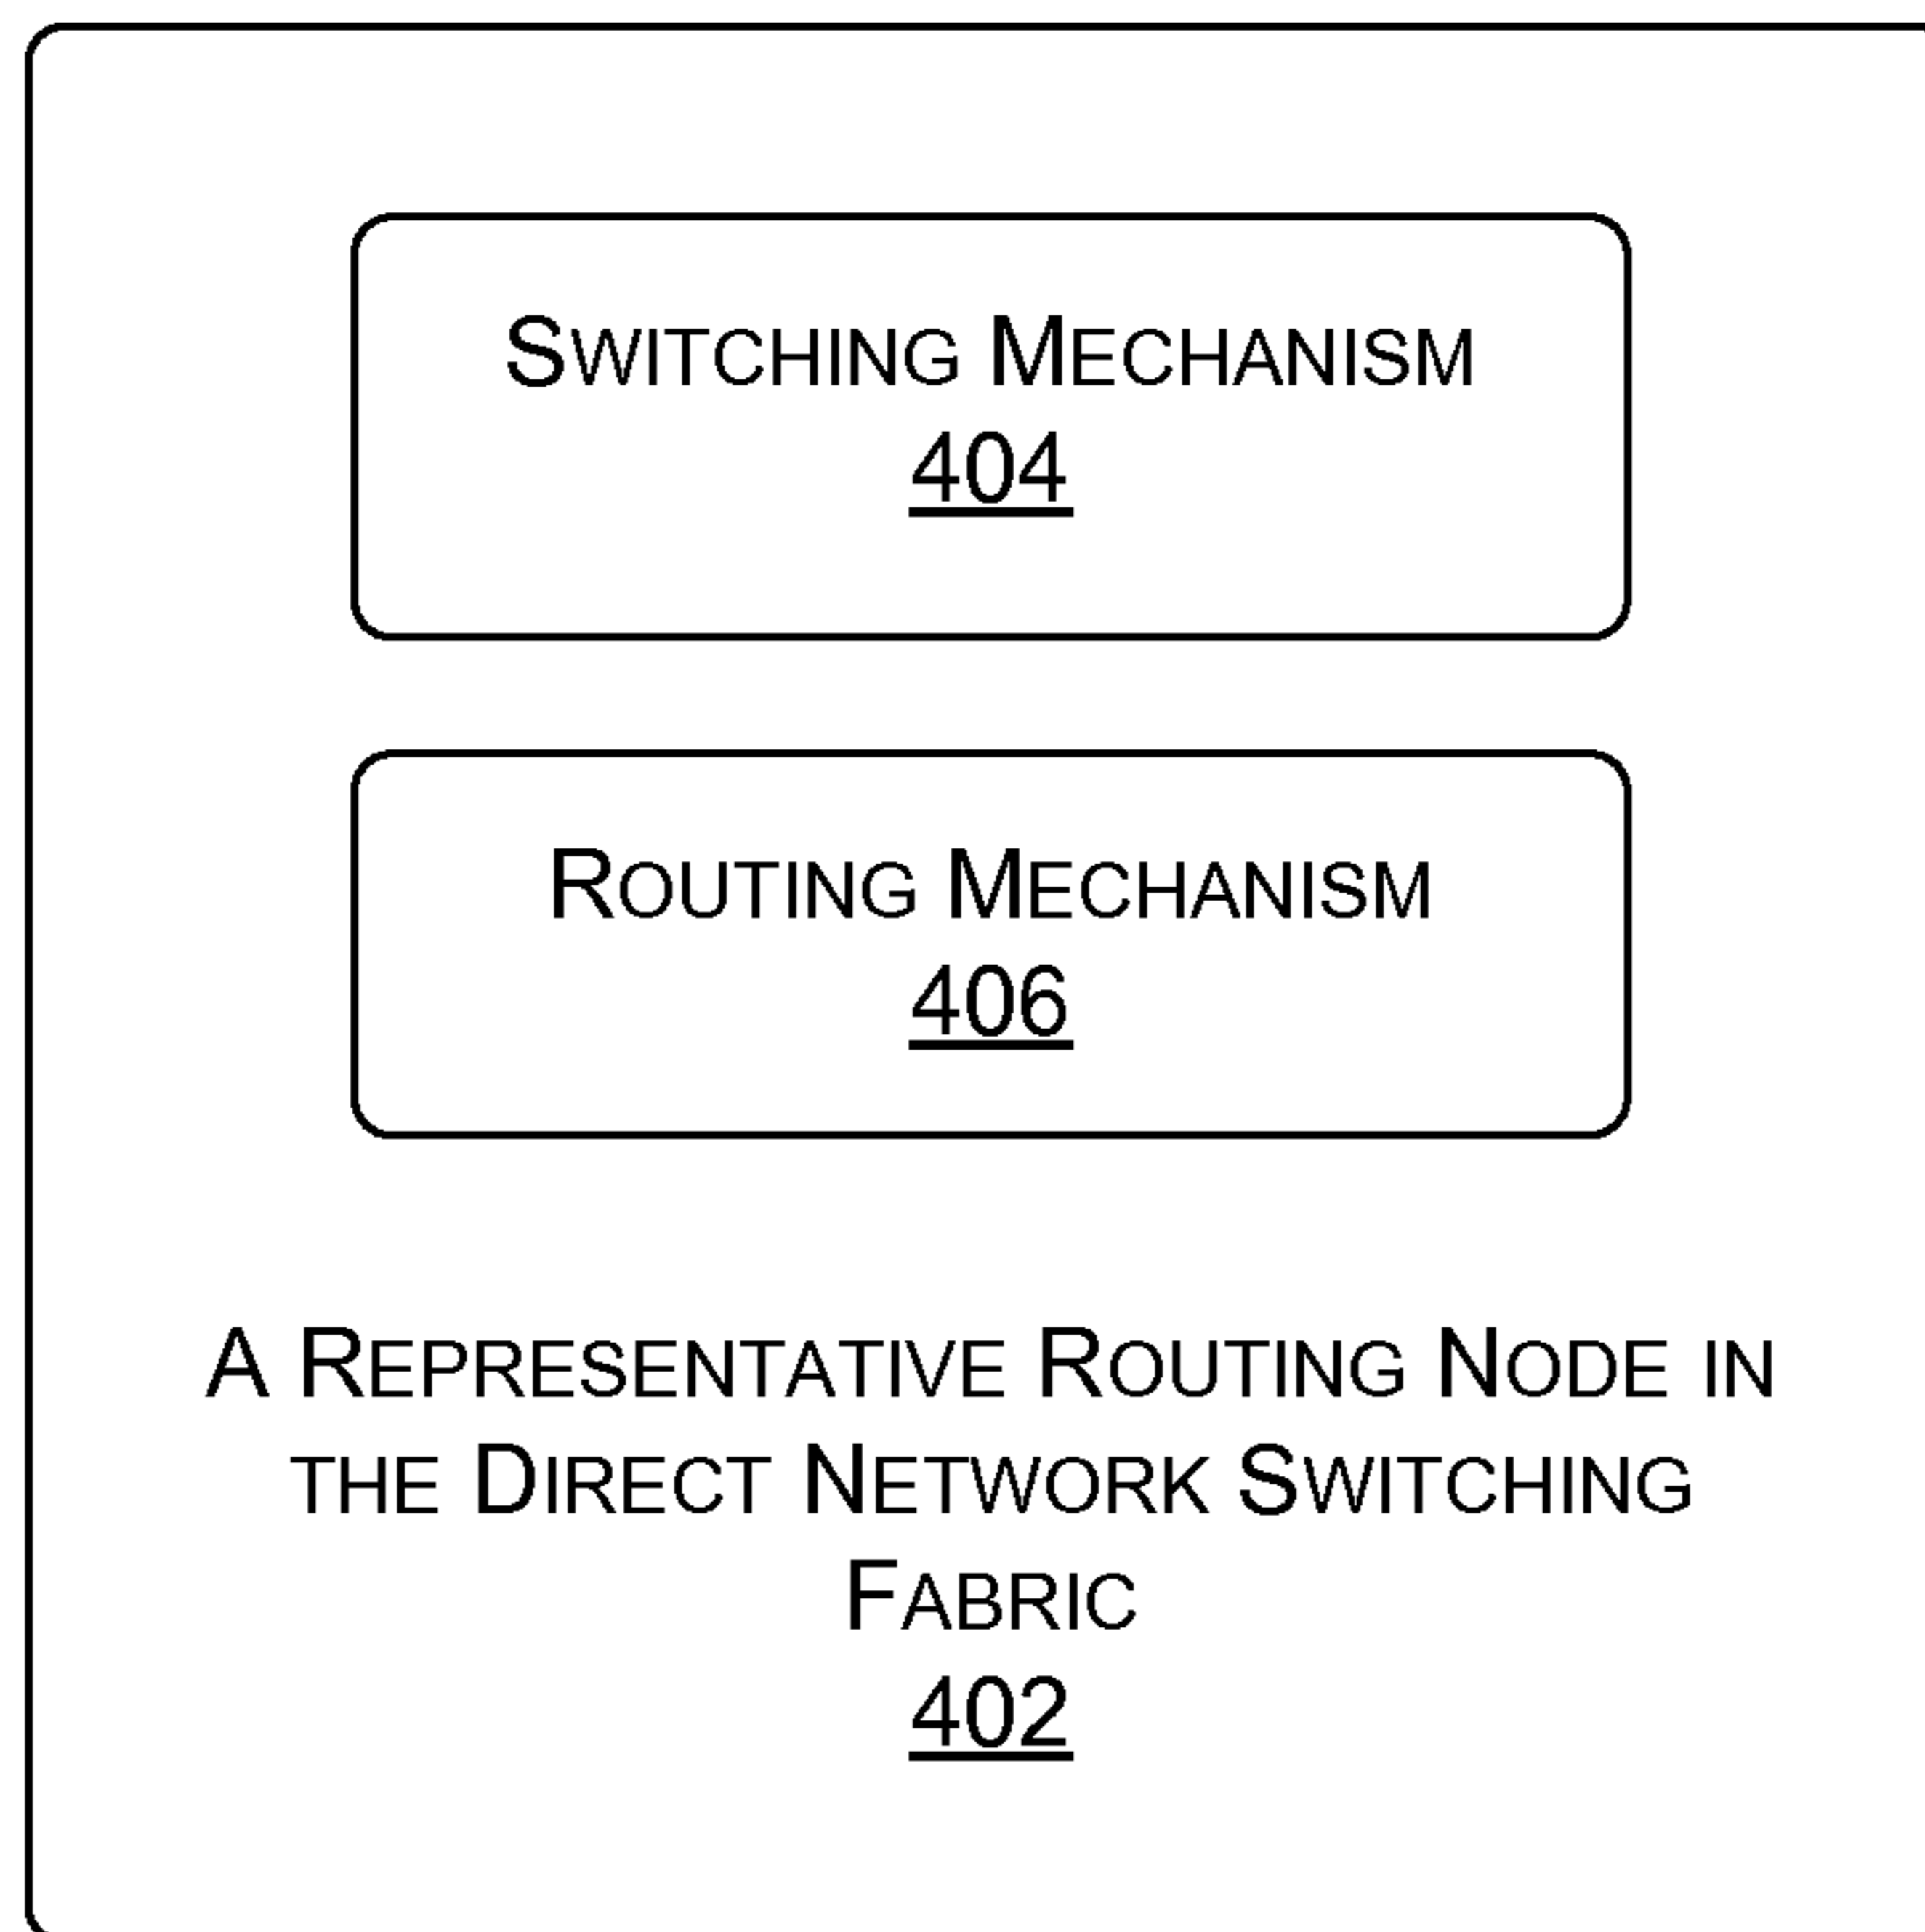 SWITCHING MECHANISM
404
ROUTING MECHANISM
406
A REPRESENTATIVE ROUTING NODE IN
THE DIRECT NETWORK SWITCHING
FABRIC
402